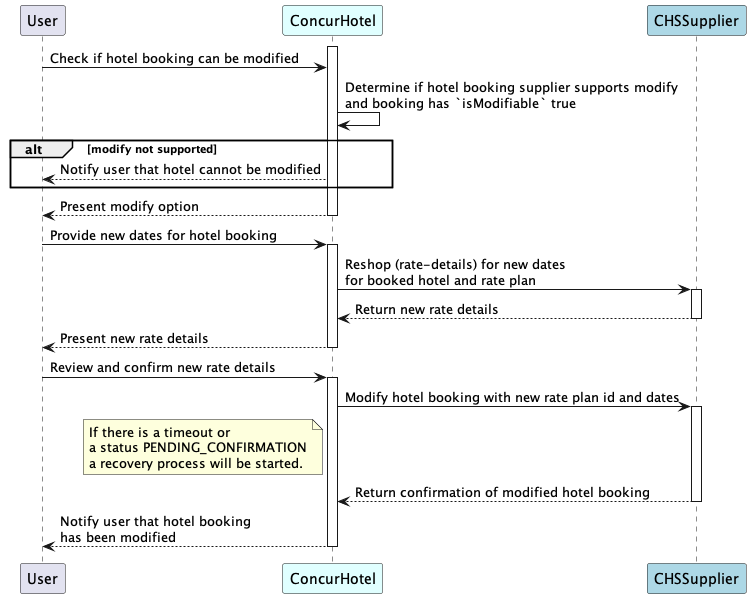 User
ConcurHotel
CHSSupplier
Check if hotel booking can be modified
Determine if hotel booking supplier supports modify
and booking has `isModifiable` true
alt
[modify not supported]
Notify user that hotel cannot be modified
Present modify option
Provide new dates for hotel booking
Reshop (rate-details) for new dates
for booked hotel and rate plan
Return new rate details
Present new rate details
Review and confirm new rate details
Modify hotel booking with new rate plan id and dates
If there is a timeout or
a status PENDING_CONFIRMATION
a recovery process will be started.
Return confirmation of modified hotel booking
Notify user that hotel booking
has been modified
User
ConcurHotel
CHSSupplier